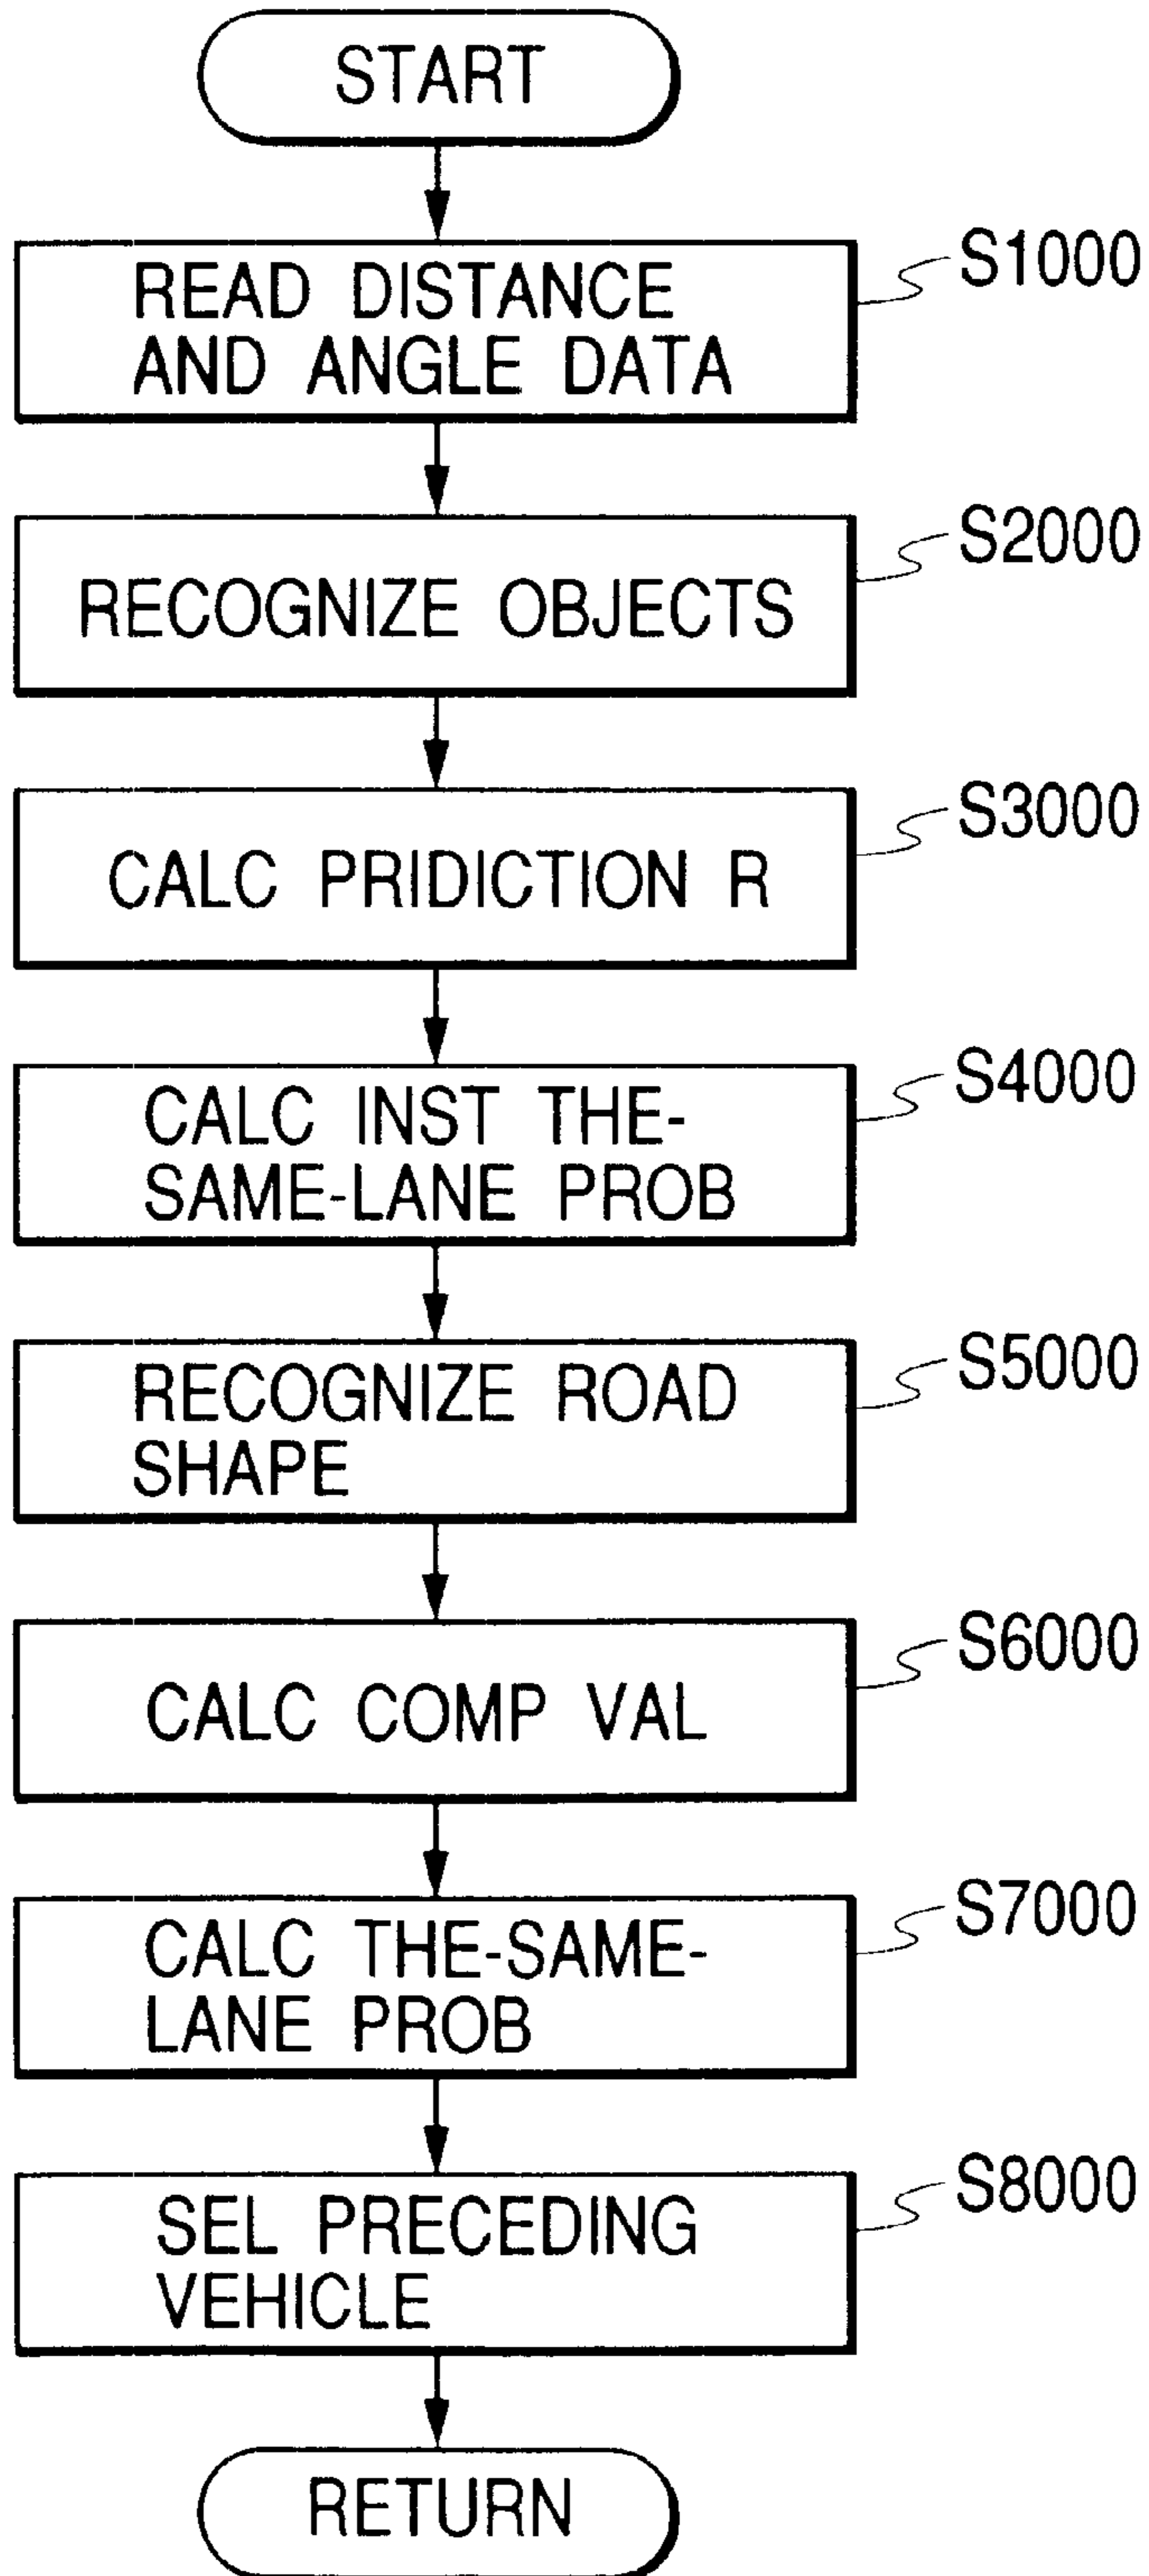 START
READ DISTANCE
AND ANGLE DATA
S1000
RECOGNIZE OBJECTS
S2000
CALC PRIDICTION R
S3000
CALC INST THE-
SAME-LANE PROB
S4000
RECOGNIZE ROAD
SHAPE
S5000
CALC COMP VAL
S6000
CALC THE-SAME-
LANE PROB
S7000
SEL PRECEDING
VEHICLE
S8000
RETURN